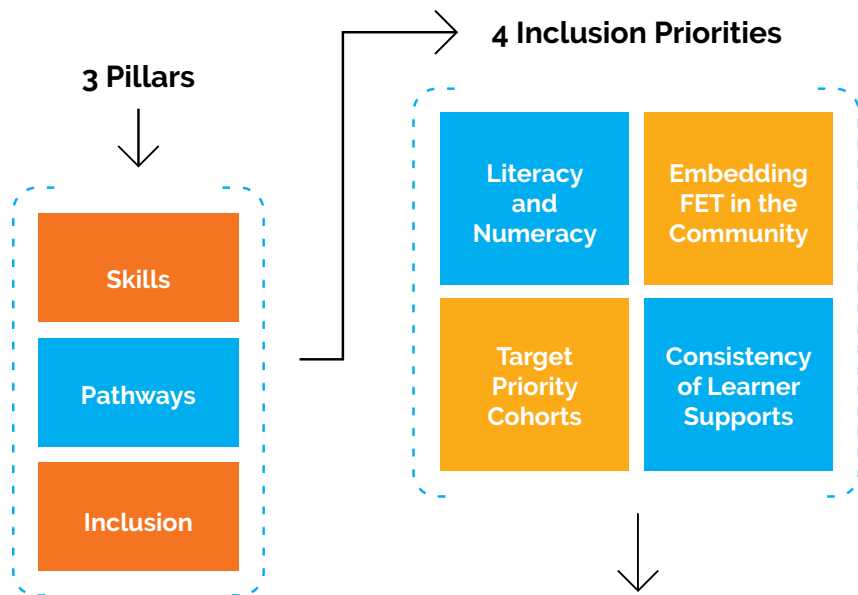 3 Pillars
Skills
Pathways
Inclusion
4 Inclusion Priorities
Literacy
and
Numeracy
Embedding
FET in the
Community
Target
Priority
Cohorts
Consistency
of Learner
Supports